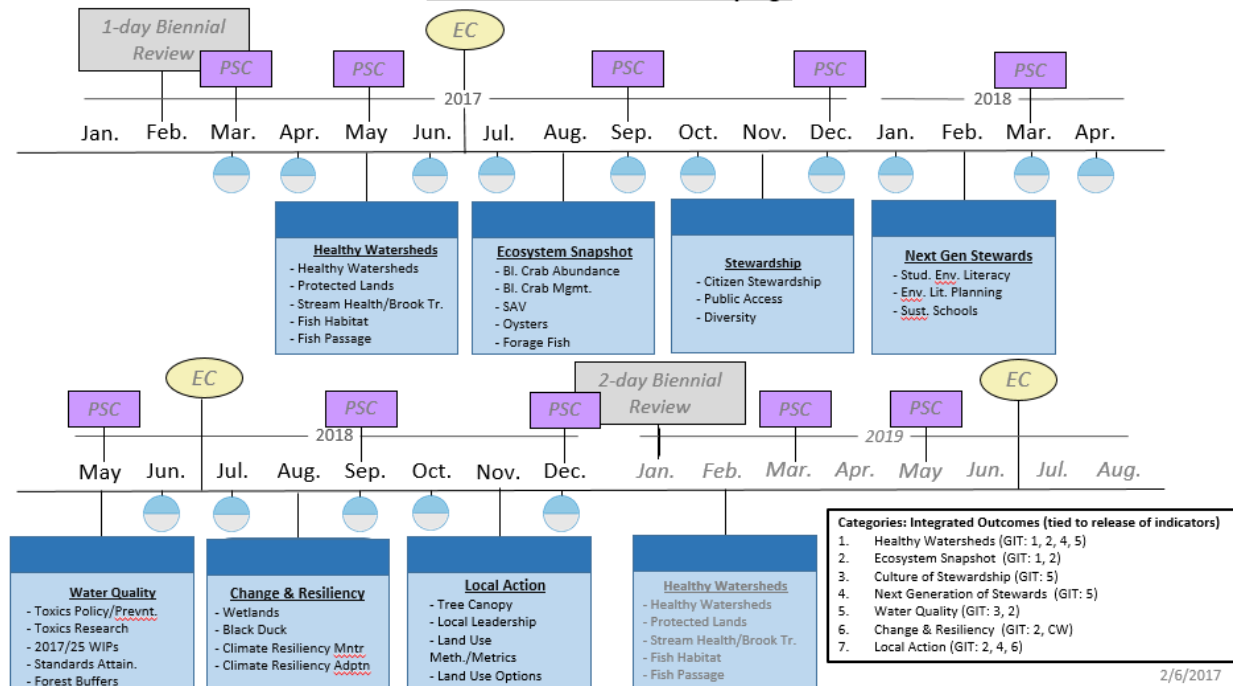 1-day Biennial
Review
EC
PSC
PSC
PSC
PSC
PSC
2017
2018
Jan. Feb. Mar. Apr. May Jun. Jul. Aug. Sep. Oct. Nov. Dec. Jan. Feb. Mar. Apr.
Healthy Watersheds
- Healthy Watersheds
- Protected Lands
- Stream Health/Brook Tr.
- Fish Habitat
- Fish Passage
Ecosystem Snapshot
- Bl. Crab Abundance
- Bl. Crab Mgmt.
- SAV
- Oysters
- Forage Fish
Stewardship
- Citizen Stewardship
- Public Access
- Diversity
Next Gen Stewards
- Stud. Env. Literacy
- Env. Lit. Planning
- Sust. Schools
EC
2-day Biennial
Review
EC
PSC
PSC
PSC
PSC
PSC
2018
2019
May Jun. Jul. Aug. Sep. Oct. Nov. Dec. Jan. Feb. Mar. Apr. May Jun. Jul. Aug.
Water Quality
- Toxics Policy/Prevnt.
- Toxics Research
- 2017/25 WIPs
- Standards Attain.
- Forest Buffers
Change & Resiliency
- Wetlands
- Black Duck
- Climate Resiliency Mntr
- Climate Resiliency Adptn
Local Action
- Tree Canopy
- Local Leadership
- Land Use
Meth./Metrics
- Land Use Options
Healthy Watersheds
- Healthy Watersheds
- Protected Lands
- Stream Health/Brook Tr.
- Fish Habitat
- Fish Passage
Categories: Integrated Outcomes (tied to release of indicators)
1. Healthy Watersheds (GIT: 1, 2, 4, 5)
2. Ecosystem Snapshot (GIT: 1, 2)
3. Culture of Stewardship (GIT: 5)
4. Next Generation of Stewards (GIT: 5)
5. Water Quality (GIT: 3, 2)
6. Change & Resiliency (GIT: 2, CW)
7. Local Action (GIT: 2, 4, 6)
2/6/2017